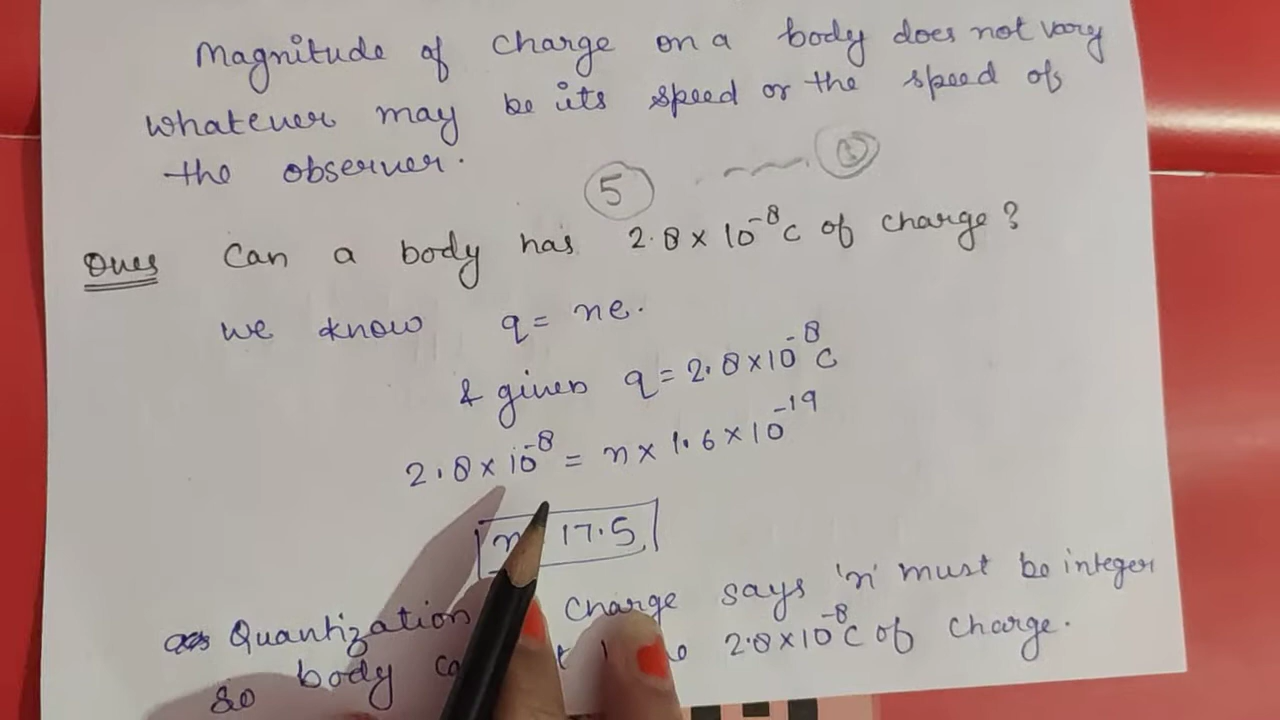 Magnitude of charge on a body does not vary
whatever may be its speed or the speed of
the observer.
5
Ques Can a body has 2.8 × 10⁻⁸ c of charge?
we know q = ne.
& given q = 2.8×10⁻⁸ C
2.8×10⁻⁸ = n × 1.6 × 10⁻¹⁹
n 17.5
Quantization charge says 'n' must be integer
so body 2.8×10⁻⁸C of charge.